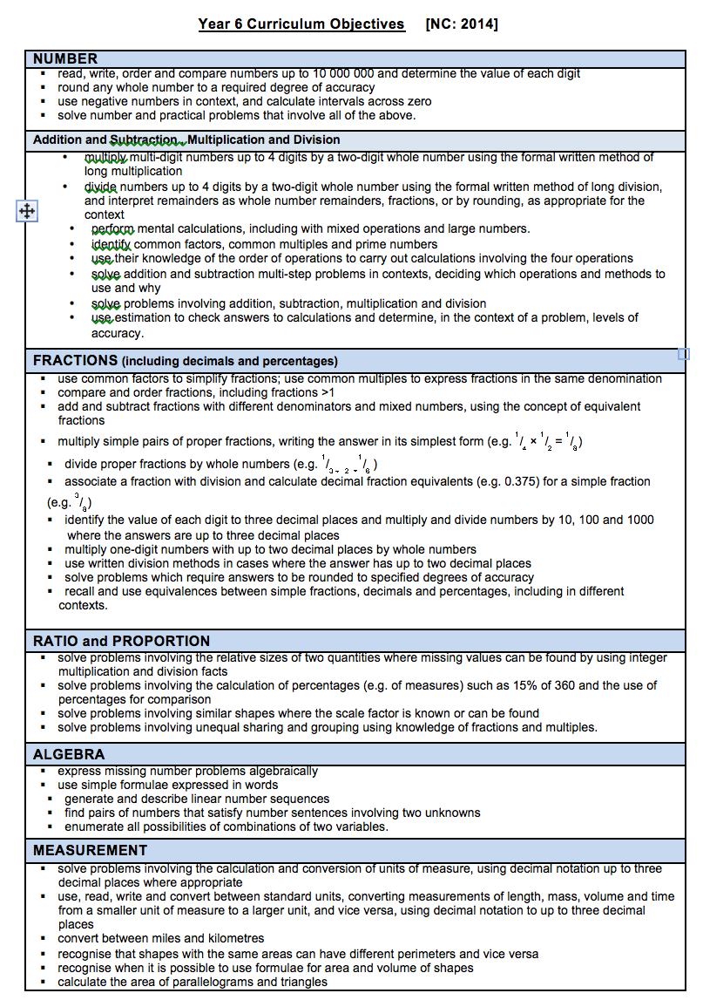 Year 6 Curriculum Objectives [NC: 2014]
NUMBER
▪ read, write, order and compare numbers up to 10 000 000 and determine the value of each digit
▪ round any whole number to a required degree of accuracy
▪ use negative numbers in context, and calculate intervals across zero
▪ solve number and practical problems that involve all of the above.
Addition and Subtraction, Multiplication and Division
• multiply multi-digit numbers up to 4 digits by a two-digit whole number using the formal written method of
long multiplication
• divide numbers up to 4 digits by a two-digit whole number using the formal written method of long division,
and interpret remainders as whole number remainders, fractions, or by rounding, as appropriate for the
context
• perform mental calculations, including with mixed operations and large numbers.
• identify common factors, common multiples and prime numbers
• use their knowledge of the order of operations to carry out calculations involving the four operations
• solve addition and subtraction multi-step problems in contexts, deciding which operations and methods to
use and why
• solve problems involving addition, subtraction, multiplication and division
• use estimation to check answers to calculations and determine, in the context of a problem, levels of
accuracy.
FRACTIONS (including decimals and percentages)
▪ use common factors to simplify fractions; use common multiples to express fractions in the same denomination
▪ compare and order fractions, including fractions >1
▪ add and subtract fractions with different denominators and mixed numbers, using the concept of equivalent
fractions
▪ multiply simple pairs of proper fractions, writing the answer in its simplest form (e.g. 1/4 × 1/2 = 1/8)
▪ divide proper fractions by whole numbers (e.g. 1/3 ÷ 2 = 1/6 )
▪ associate a fraction with division and calculate decimal fraction equivalents (e.g. 0.375) for a simple fraction
(e.g. 3/8)
▪ identify the value of each digit to three decimal places and multiply and divide numbers by 10, 100 and 1000
where the answers are up to three decimal places
▪ multiply one-digit numbers with up to two decimal places by whole numbers
▪ use written division methods in cases where the answer has up to two decimal places
▪ solve problems which require answers to be rounded to specified degrees of accuracy
▪ recall and use equivalences between simple fractions, decimals and percentages, including in different
contexts.
RATIO and PROPORTION
▪ solve problems involving the relative sizes of two quantities where missing values can be found by using integer
multiplication and division facts
▪ solve problems involving the calculation of percentages (e.g. of measures) such as 15% of 360 and the use of
percentages for comparison
▪ solve problems involving similar shapes where the scale factor is known or can be found
▪ solve problems involving unequal sharing and grouping using knowledge of fractions and multiples.
ALGEBRA
▪ express missing number problems algebraically
▪ use simple formulae expressed in words
▪ generate and describe linear number sequences
▪ find pairs of numbers that satisfy number sentences involving two unknowns
▪ enumerate all possibilities of combinations of two variables.
MEASUREMENT
▪ solve problems involving the calculation and conversion of units of measure, using decimal notation up to three
decimal places where appropriate
▪ use, read, write and convert between standard units, converting measurements of length, mass, volume and time
from a smaller unit of measure to a larger unit, and vice versa, using decimal notation to up to three decimal
places
▪ convert between miles and kilometres
▪ recognise that shapes with the same areas can have different perimeters and vice versa
▪ recognise when it is possible to use formulae for area and volume of shapes
▪ calculate the area of parallelograms and triangles